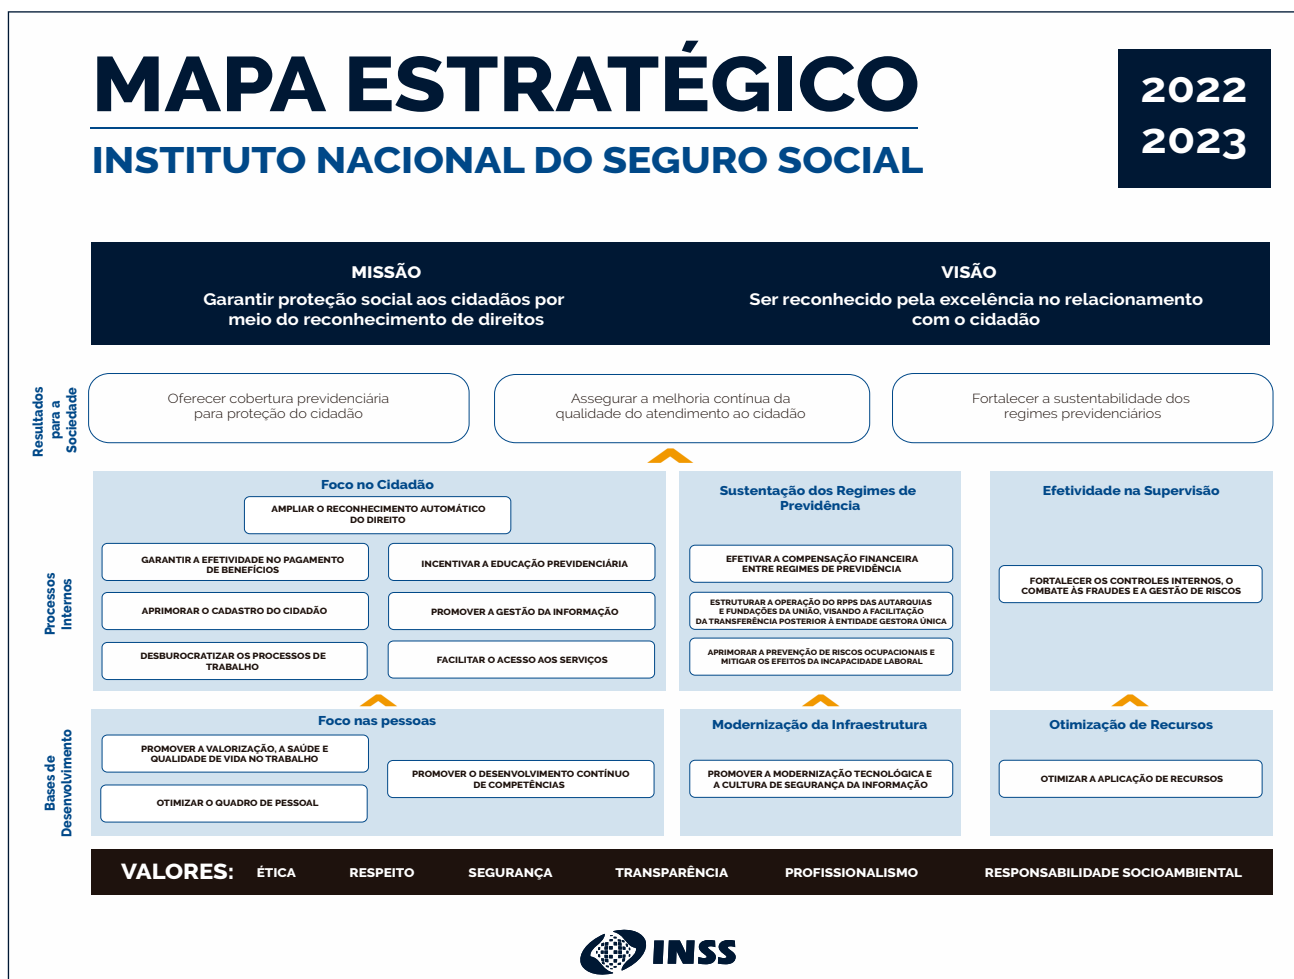 MAPA ESTRATÉGICO
INSTITUTO NACIONAL DO SEGURO SOCIAL
2022
2023
MISSÃO
Garantir proteção social aos cidadãos por
meio do reconhecimento de direitos
VISÃO
Ser reconhecido pela excelência no relacionamento
com o cidadão
Resultados
para a
Sociedade
Oferecer cobertura previdenciária
para proteção do cidadão
Assegurar a melhoria contínua da
qualidade do atendimento ao cidadão
Fortalecer a sustentabilidade dos
regimes previdenciários
Processos
Internos
Foco no Cidadão
AMPLIAR O RECONHECIMENTO AUTOMÁTICO
DO DIREITO
GARANTIR A EFETIVIDADE NO PAGAMENTO
DE BENEFÍCIOS
INCENTIVAR A EDUCAÇÃO PREVIDENCIÁRIA
APRIMORAR O CADASTRO DO CIDADÃO
PROMOVER A GESTÃO DA INFORMAÇÃO
DESBUROCRATIZAR OS PROCESSOS DE
TRABALHO
FACILITAR O ACESSO AOS SERVIÇOS
Sustentação dos Regimes de
Previdência
EFETIVAR A COMPENSAÇÃO FINANCEIRA
ENTRE REGIMES DE PREVIDÊNCIA
ESTRUTURAR A OPERAÇÃO DO RPPS DAS AUTARQUIAS
E FUNDAÇÕES DA UNIÃO, VISANDO A FACILITAÇÃO
DA TRANSFERÊNCIA POSTERIOR À ENTIDADE GESTORA ÚNICA
APRIMORAR A PREVENÇÃO DE RISCOS OCUPACIONAIS E
MITIGAR OS EFEITOS DA INCAPACIDADE LABORAL
Efetividade na Supervisão
FORTALECER OS CONTROLES INTERNOS, O
COMBATE ÀS FRAUDES E A GESTÃO DE RISCOS
Bases de
Desenvolvimento
Foco nas pessoas
PROMOVER A VALORIZAÇÃO, A SAÚDE E
QUALIDADE DE VIDA NO TRABALHO
OTIMIZAR O QUADRO DE PESSOAL
PROMOVER O DESENVOLVIMENTO CONTÍNUO
DE COMPETÊNCIAS
Modernização da Infraestrutura
PROMOVER A MODERNIZAÇÃO TECNOLÓGICA E
A CULTURA DE SEGURANÇA DA INFORMAÇÃO
Otimização de Recursos
OTIMIZAR A APLICAÇÃO DE RECURSOS
VALORES: ÉTICA RESPEITO SEGURANÇA TRANSPARÊNCIA PROFISSIONALISMO RESPONSABILIDADE SOCIOAMBIENTAL
INSS